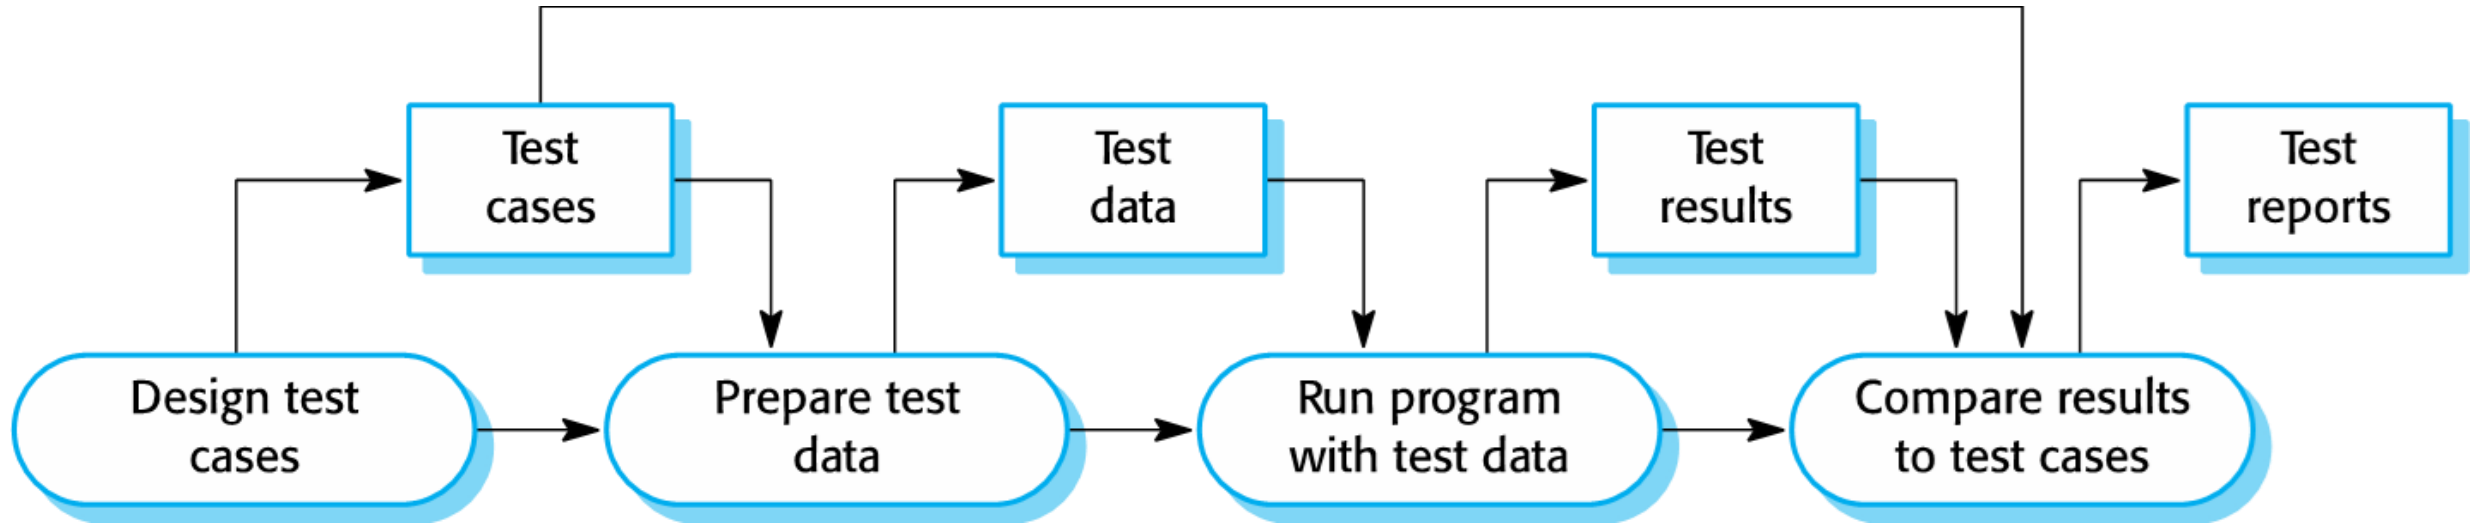 Test
cases
Test
data
Test
results
Test
reports
Design test
cases
Prepare test
data
Run program
with test data
Compare results
to test cases